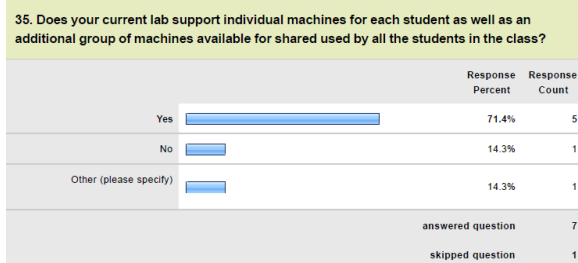 35. Does your current lab support individual machines for each student as well as an
additional group of machines available for shared used by all the students in the class?
Response Percent Response Count
Yes 71.4% 5
No 14.3% 1
Other (please specify) 14.3% 1
answered question 7
skipped question 1